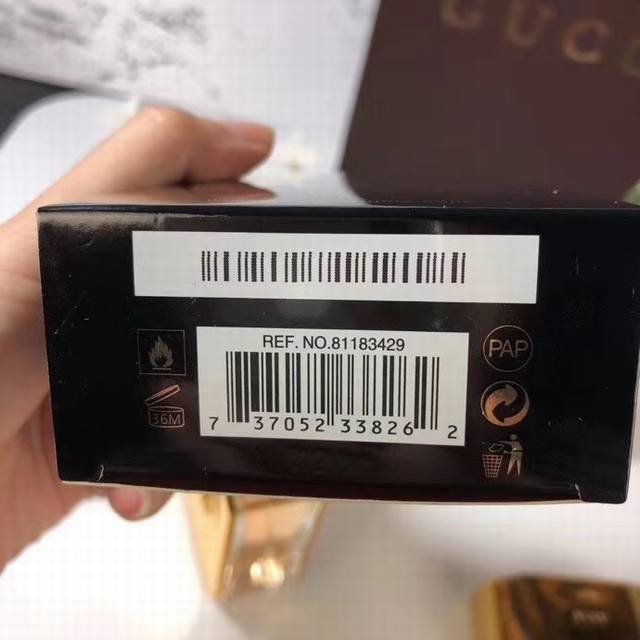 GUCC
REF. NO.81183429
PAP
36M
7 37052 33826 2